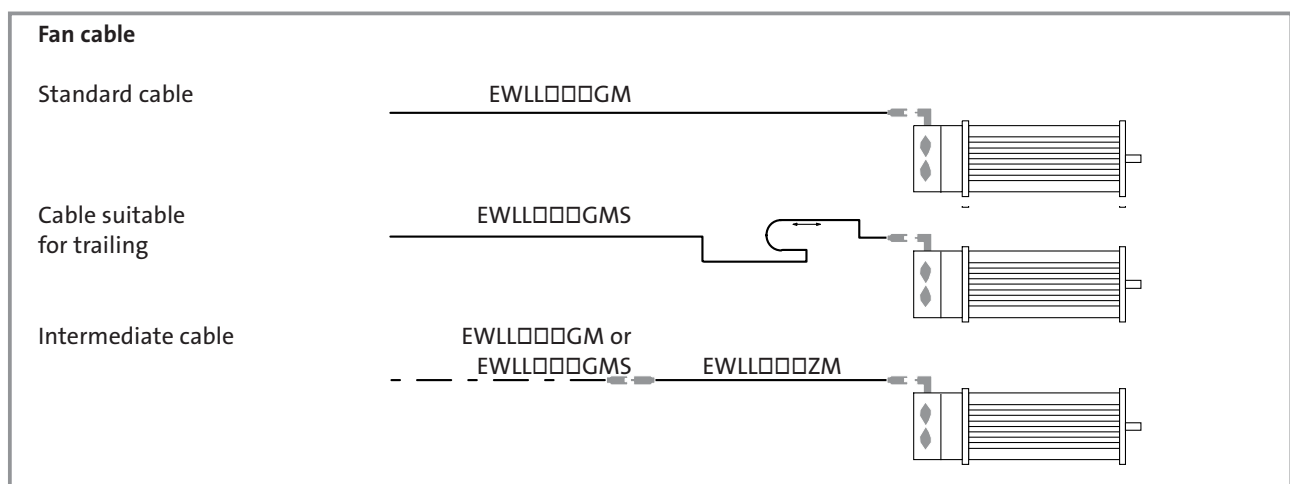 Fan cable
Standard cable EWLL□□□GM
Cable suitable EWLL□□□GMS
for trailing
Intermediate cable EWLL□□□GM or
EWLL□□□GMS EWLL□□□ZM